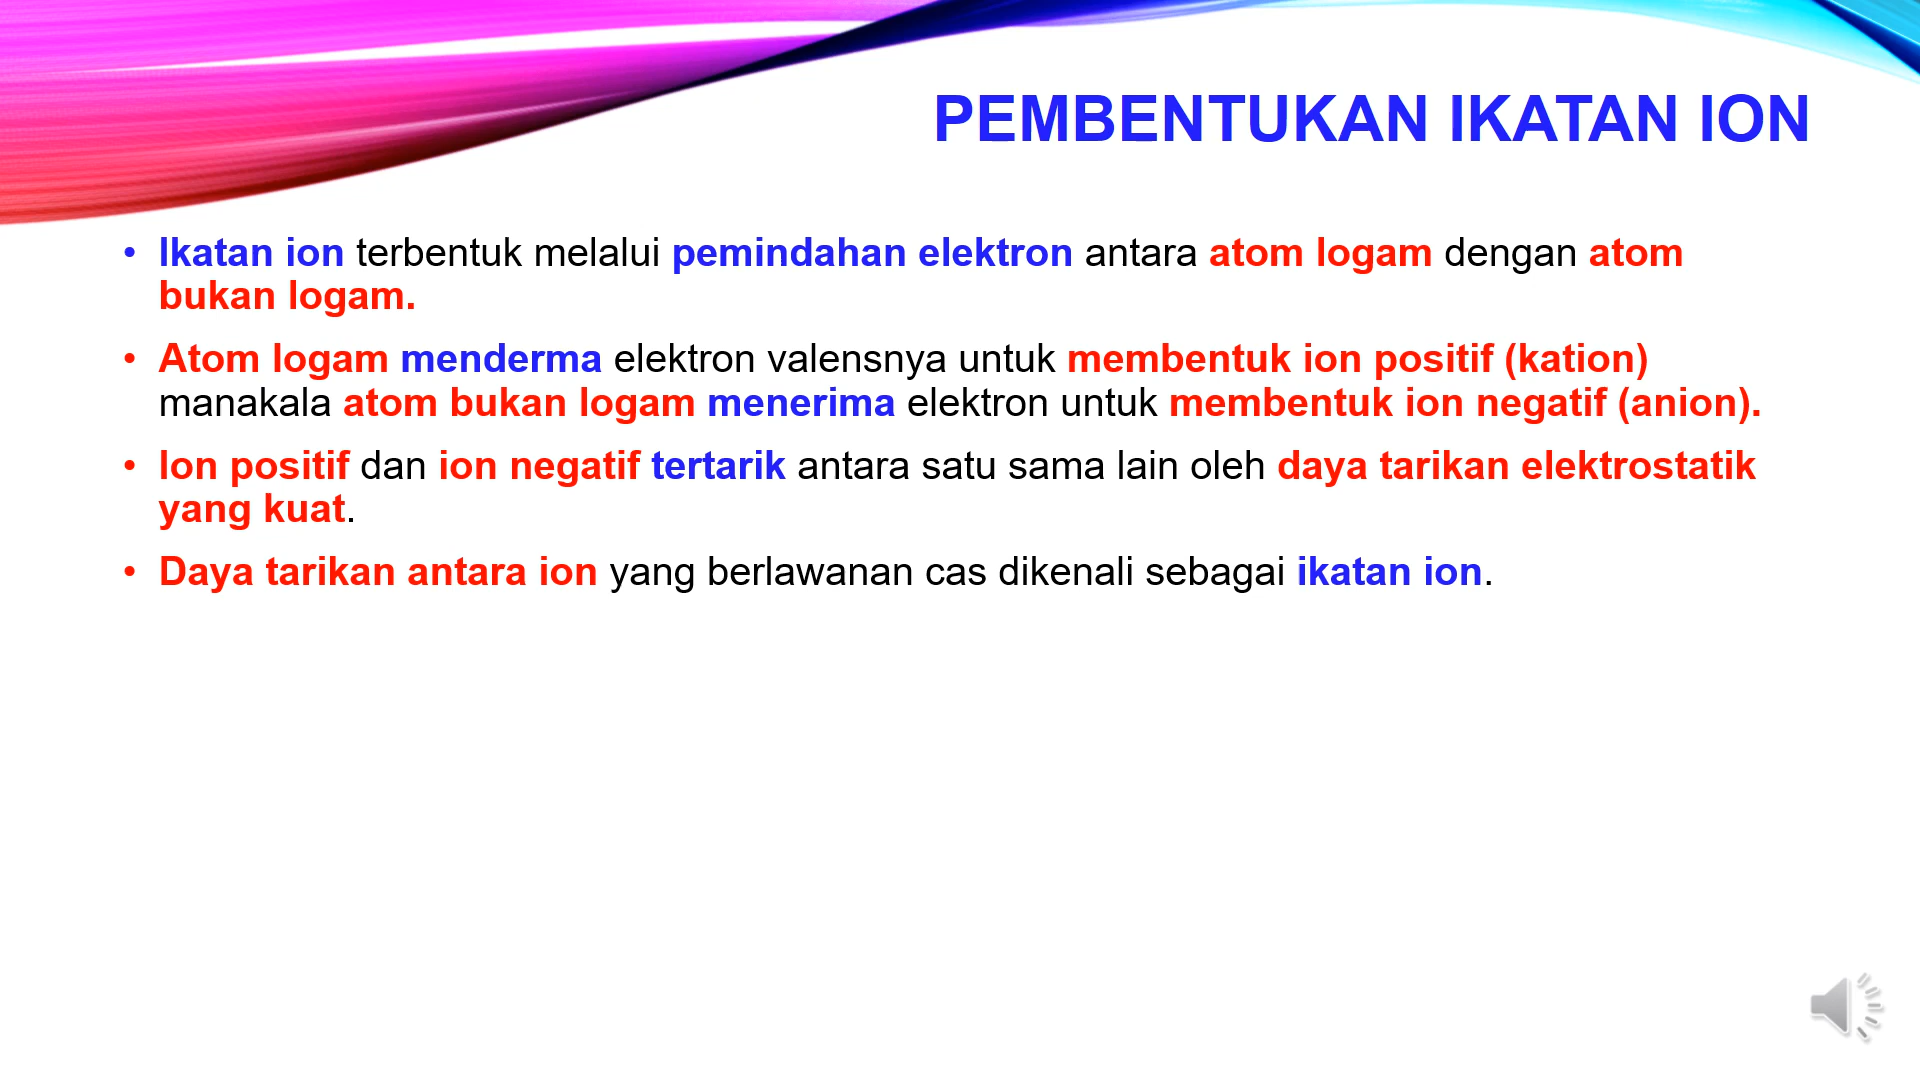 PEMBENTUKAN IKATAN ION
• Ikatan ion terbentuk melalui pemindahan elektron antara atom logam dengan atom
bukan logam.
• Atom logam menderma elektron valensnya untuk membentuk ion positif (kation)
manakala atom bukan logam menerima elektron untuk membentuk ion negatif (anion).
• Ion positif dan ion negatif tertarik antara satu sama lain oleh daya tarikan elektrostatik
yang kuat.
• Daya tarikan antara ion yang berlawanan cas dikenali sebagai ikatan ion.